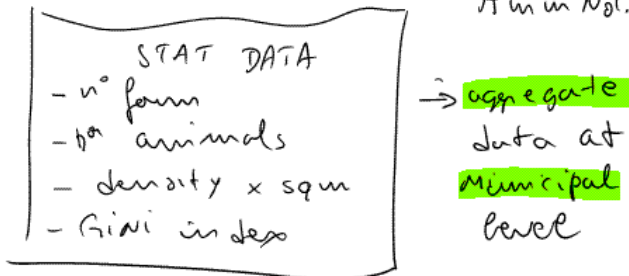 STAT DATA
- n° farm
- n° animals
- density x sqm
- GiNi index
→ aggregate
data at
Municipal
level